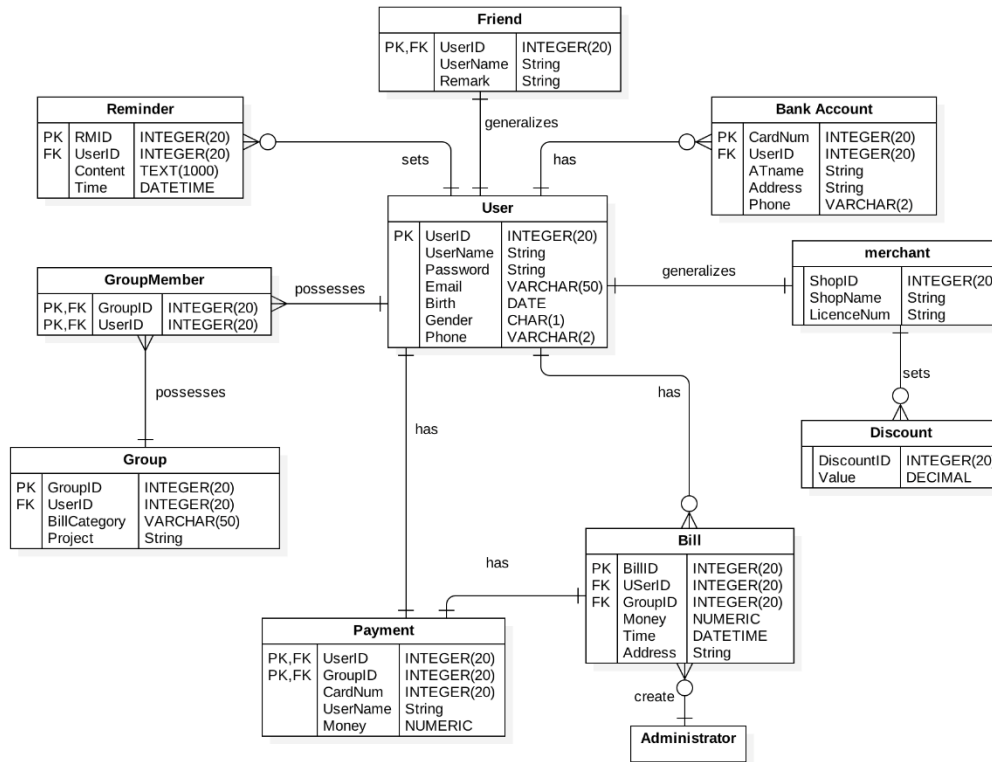 Friend
PK,FK UserID INTEGER(20)
UserName String
Remark String
Reminder
PK RMID INTEGER(20)
FK UserID INTEGER(20)
Content TEXT(1000)
Time DATETIME
generalizes
sets
has
Bank Account
PK CardNum INTEGER(20)
FK UserID INTEGER(20)
ATname String
Address String
Phone VARCHAR(2)
User
PK UserID INTEGER(20)
UserName String
Password String
Email VARCHAR(50)
Birth DATE
Gender CHAR(1)
Phone VARCHAR(2)
generalizes
merchant
ShopID INTEGER(20)
ShopName String
LicenceNum String
GroupMember
PK,FK GroupID INTEGER(20)
PK,FK UserID INTEGER(20)
possesses
possesses
sets
has
has
Discount
DiscountID INTEGER(20)
Value DECIMAL
Group
PK GroupID INTEGER(20)
FK UserID INTEGER(20)
BillCategory VARCHAR(50)
Project String
Bill
PK BillID INTEGER(20)
FK USerID INTEGER(20)
FK GroupID INTEGER(20)
Money NUMERIC
Time DATETIME
Address String
has
Payment
PK,FK UserID INTEGER(20)
PK,FK GroupID INTEGER(20)
CardNum INTEGER(20)
UserName String
Money NUMERIC
create
Administrator